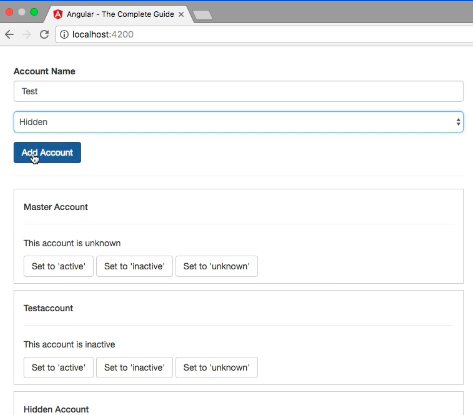 Angular - The Complete Guide
localhost:4200
Account Name
Test
Hidden
Add Account
Master Account
This account is unknown
Set to 'active' Set to 'inactive' Set to 'unknown'
Testaccount
This account is inactive
Set to 'active' Set to 'inactive' Set to 'unknown'
Hidden Account